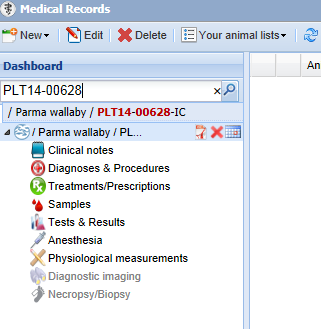 Medical Records
New Edit Delete Your animal lists
Dashboard An
PLT14-00628
/ Parma wallaby / PLT14-00628-IC
/ Parma wallaby / PL...
Clinical notes
Diagnoses & Procedures
Treatments/Prescriptions
Samples
Tests & Results
Anesthesia
Physiological measurements
Diagnostic imaging
Necropsy/Biopsy